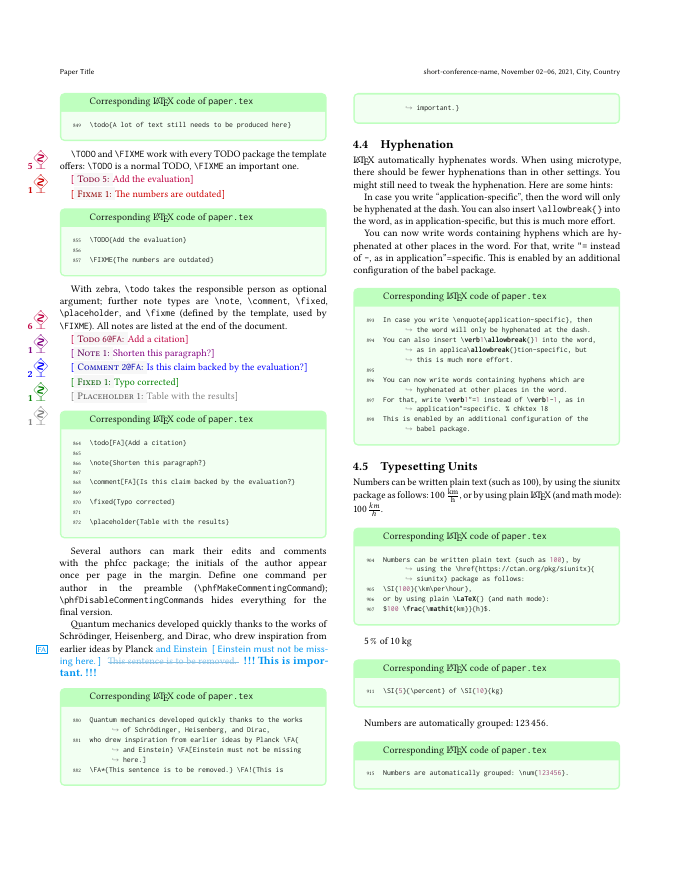 Paper Title
short-conference-name, November 02–06, 2021, City, Country
Corresponding LATEX code of paper.tex
849 \todo{A lot of text still needs to be produced here}
\TODO and \FIXME work with every TODO package the template
offers: \TODO is a normal TODO, \FIXME an important one.
5 [ Todo 5: Add the evaluation]
1 [ Fixme 1: The numbers are outdated]
Corresponding LATEX code of paper.tex
855 \TODO{Add the evaluation}
856
857 \FIXME{The numbers are outdated}
With zebra, \todo takes the responsible person as optional
argument; further note types are \note, \comment, \fixed,
\placeholder, and \fixme (defined by the template, used by
\FIXME). All notes are listed at the end of the document.
6 [ Todo 6@FA: Add a citation]
1 [ Note 1: Shorten this paragraph?]
2 [ Comment 2@FA: Is this claim backed by the evaluation?]
1 [ Fixed 1: Typo corrected]
1 [ Placeholder 1: Table with the results]
Corresponding LATEX code of paper.tex
864 \todo[FA]{Add a citation}
865
866 \note{Shorten this paragraph?}
867
868 \comment[FA]{Is this claim backed by the evaluation?}
869
870 \fixed{Typo corrected}
871
872 \placeholder{Table with the results}
Several authors can mark their edits and comments
with the phfcc package; the initials of the author appear
once per page in the margin. Define one command per
author in the preamble (\phfMakeCommentingCommand);
\phfDisableCommentingCommands hides everything for the
final version.
Quantum mechanics developed quickly thanks to the works of
Schrödinger, Heisenberg, and Dirac, who drew inspiration from
FA earlier ideas by Planck and Einstein [ Einstein must not be miss-
ing here. ] This sentence is to be removed. !!! This is impor-
tant. !!!
Corresponding LATEX code of paper.tex
880 Quantum mechanics developed quickly thanks to the works
↪ of Schrödinger, Heisenberg, and Dirac,
881 who drew inspiration from earlier ideas by Planck \FA{
↪ and Einstein} \FA[Einstein must not be missing
↪ here.]
882 \FA*{This sentence is to be removed.} \FA!{This is
↪ important.}
4.4 Hyphenation
LATEX automatically hyphenates words. When using microtype,
there should be fewer hyphenations than in other settings. You
might still need to tweak the hyphenation. Here are some hints:
In case you write “application-specific”, then the word will only
be hyphenated at the dash. You can also insert \allowbreak{} into
the word, as in application-specific, but this is much more effort.
You can now write words containing hyphens which are hy-
phenated at other places in the word. For that, write "= instead
of -, as in application"=specific. This is enabled by an additional
configuration of the babel package.
Corresponding LATEX code of paper.tex
893 In case you write \enquote{application-specific}, then
↪ the word will only be hyphenated at the dash.
894 You can also insert \verb1\allowbreak{}1 into the word,
↪ as in applica\allowbreak{}tion-specific, but
↪ this is much more effort.
895
896 You can now write words containing hyphens which are
↪ hyphenated at other places in the word.
897 For that, write \verb1"=1 instead of \verb1-1, as in
↪ application"=specific. % chktex 18
898 This is enabled by an additional configuration of the
↪ babel package.
4.5 Typesetting Units
Numbers can be written plain text (such as 100), by using the siunitx
package as follows: 100 km/h, or by using plain LATEX (and math mode):
100 km/h.
Corresponding LATEX code of paper.tex
904 Numbers can be written plain text (such as 100), by
↪ using the \href{https://ctan.org/pkg/siunitx}{
↪ siunitx} package as follows:
905 \SI{100}{\km\per\hour},
906 or by using plain \LaTeX{} (and math mode):
907 $100 \frac{\mathit{km}}{h}$.
5 % of 10 kg
Corresponding LATEX code of paper.tex
911 \SI{5}{\percent} of \SI{10}{kg}
Numbers are automatically grouped: 123 456.
Corresponding LATEX code of paper.tex
915 Numbers are automatically grouped: \num{123456}.